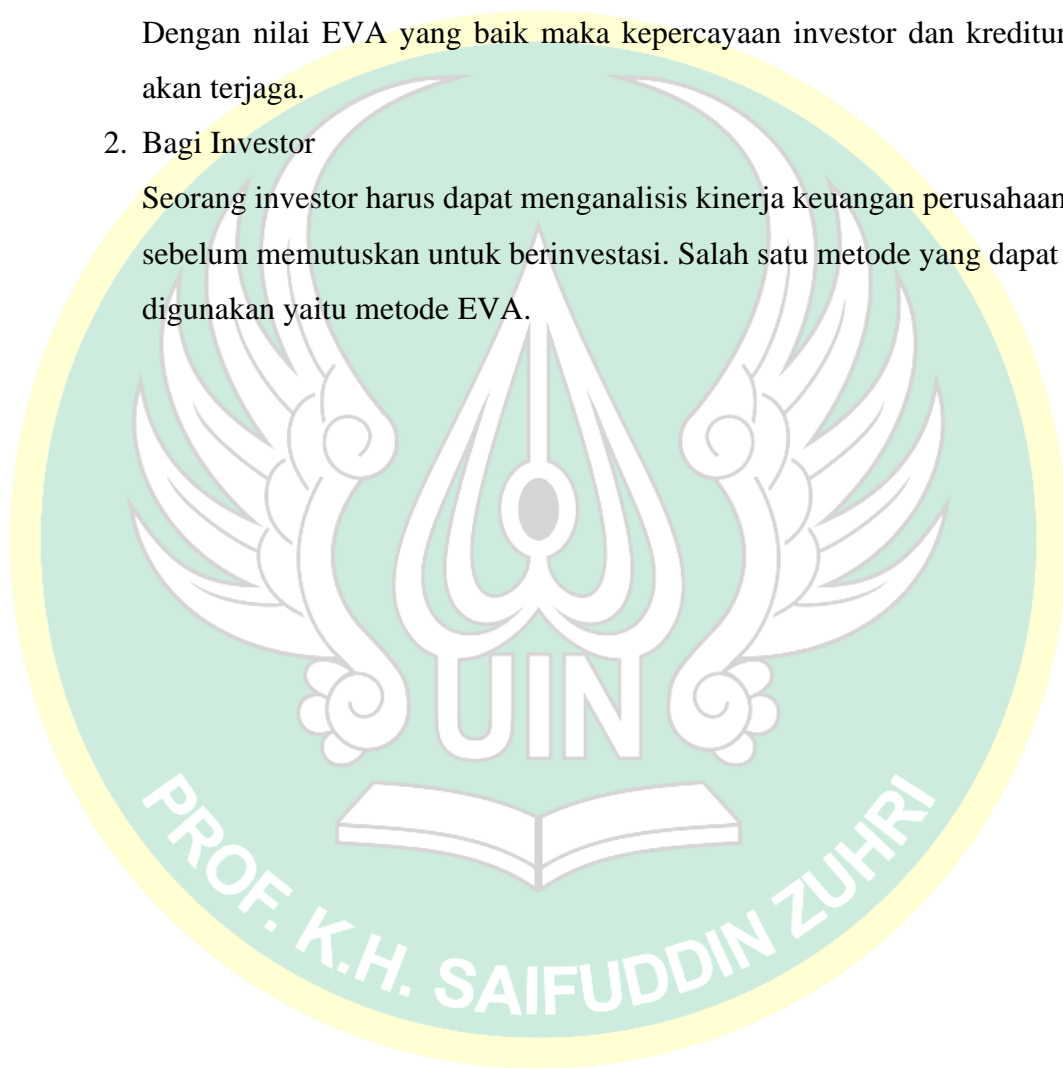 Dengan nilai EVA yang baik maka kepercayaan investor dan kreditur
akan terjaga.
2. Bagi Investor
Seorang investor harus dapat menganalisis kinerja keuangan perusahaan
sebelum memutuskan untuk berinvestasi. Salah satu metode yang dapat
digunakan yaitu metode EVA.
UIN
PROF. K.H. SAIFUDDIN ZUHRI